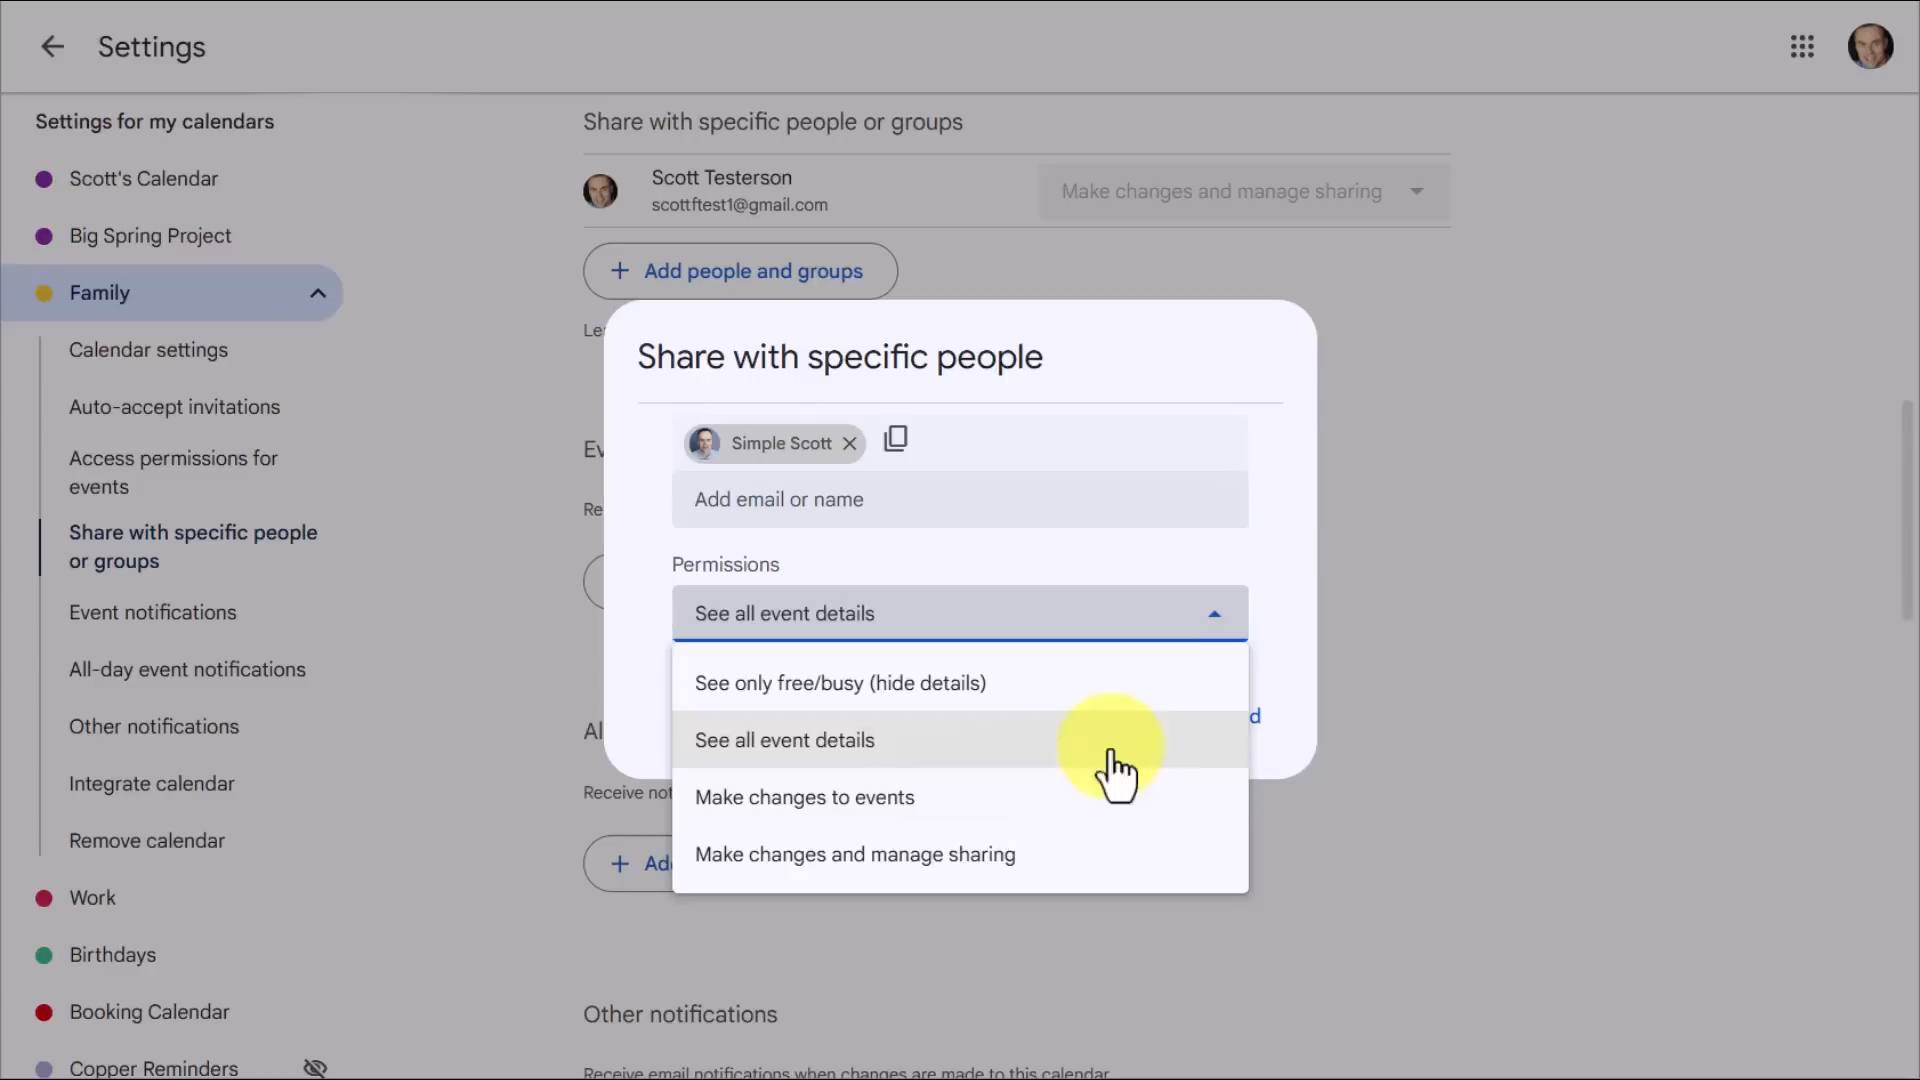 Settings
Settings for my calendars
Scott's Calendar
Big Spring Project
Family
Calendar settings
Auto-accept invitations
Access permissions for
events
Share with specific people
or groups
Event notifications
All-day event notifications
Other notifications
Integrate calendar
Remove calendar
Work
Birthdays
Booking Calendar
Copper Reminders
Share with specific people or groups
Scott Testerson
scottftest1@gmail.com
Make changes and manage sharing
+ Add people and groups
Le
Share with specific people
Simple Scott
Ev
Add email or name
Re
Permissions
See all event details
See only free/busy (hide details)
d
Al
See all event details
Receive not
Make changes to events
Make changes and manage sharing
+ Ad
Other notifications
Receive email notifications when changes are made to this calendar